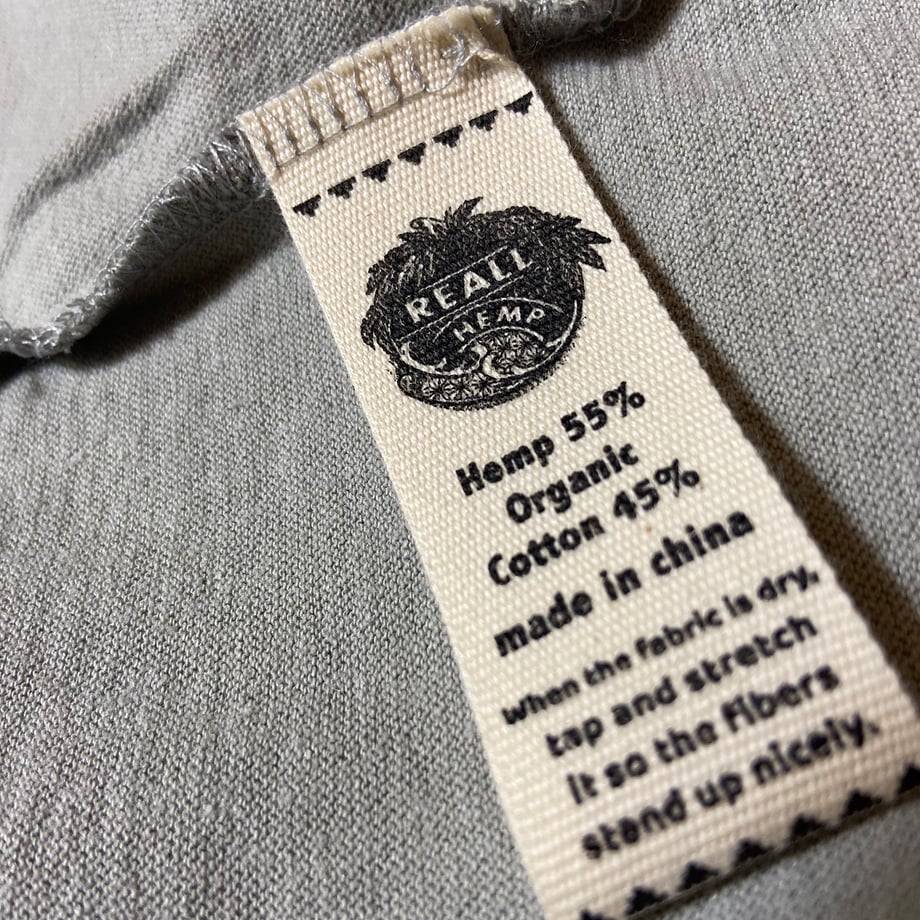 REALI
HEMP
Hemp 55%
Organic
Cotton 45%
made in china
When the fabric is dry,
tap and stretch
it so the fibers
stand up nicely.